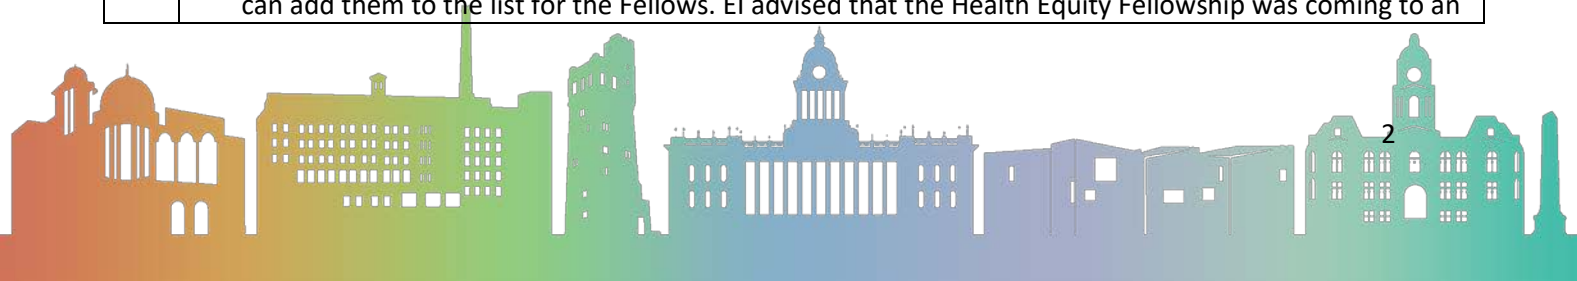 can add them to the list for the Fellows. EI advised that the Health Equity Fellowship was coming to an
2